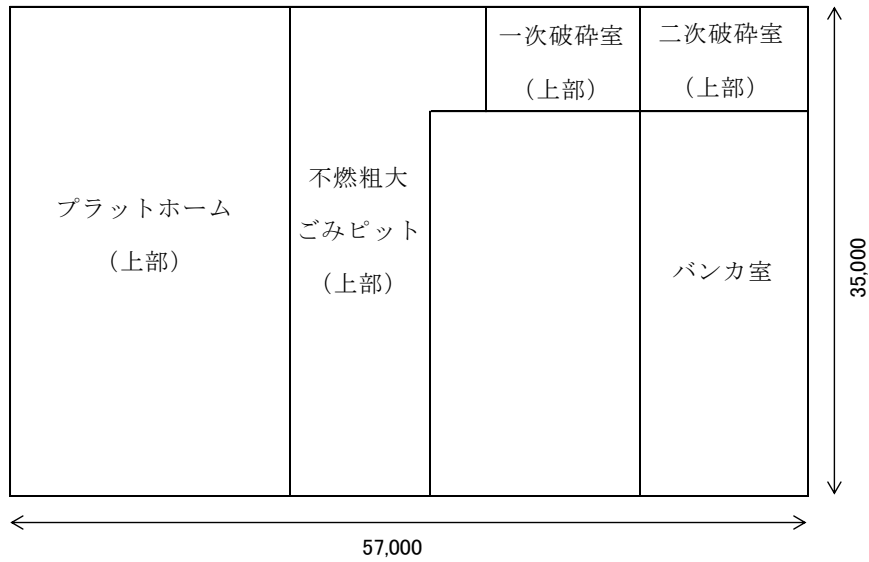 一次破砕室
（上部）
二次破砕室
（上部）
プラットホーム
（上部）
不燃粗大
ごみピット
（上部）
バンカ室
35,000
57,000